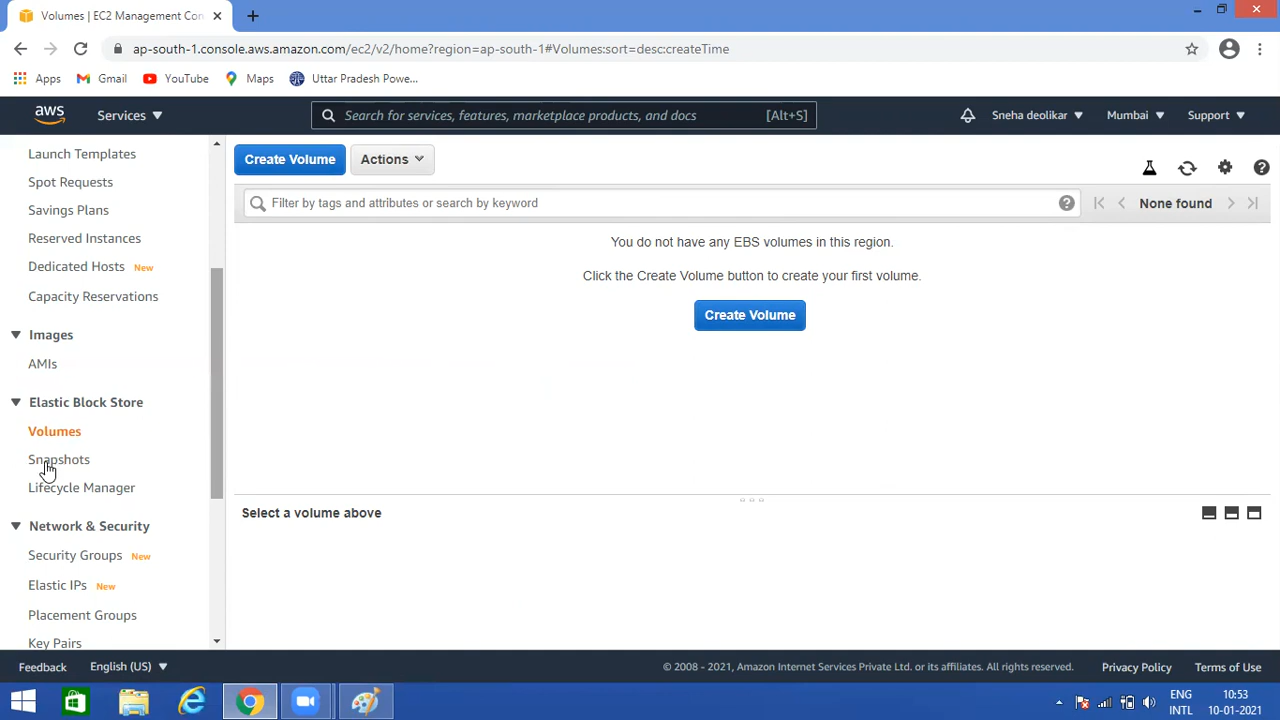 Volumes | EC2 Management Con
ap-south-1.console.aws.amazon.com/ec2/v2/home?region=ap-south-1#Volumes:sort=desc:createTime
Apps Gmail YouTube Maps Uttar Pradesh Powe...
aws Services Search for services, features, marketplace products, and docs [Alt+S] Sneha deolikar Mumbai Support
Launch Templates
Spot Requests
Savings Plans
Reserved Instances
Dedicated Hosts New
Capacity Reservations
Images
AMIs
Elastic Block Store
Volumes
Snapshots
Lifecycle Manager
Network & Security
Security Groups New
Elastic IPs New
Placement Groups
Key Pairs
Create Volume Actions
Filter by tags and attributes or search by keyword None found
You do not have any EBS volumes in this region.
Click the Create Volume button to create your first volume.
Create Volume
Select a volume above
Feedback English (US) © 2008 - 2021, Amazon Internet Services Private Ltd. or its affiliates. All rights reserved. Privacy Policy Terms of Use
ENG 10:53
INTL 10-01-2021